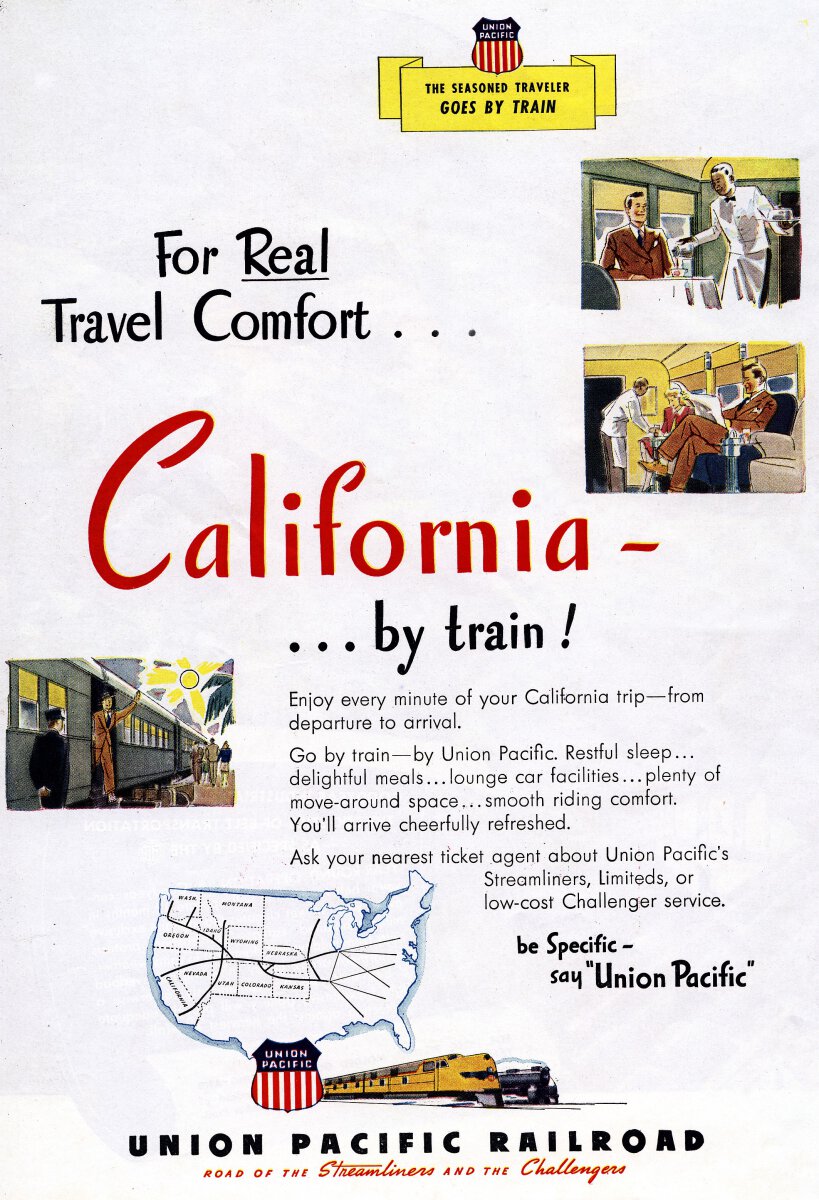 UNION
PACIFIC
THE SEASONED TRAVELER
GOES BY TRAIN
For Real
Travel Comfort . . .
California –
. . . by train !
Enjoy every minute of your California trip—from
departure to arrival.
Go by train—by Union Pacific. Restful sleep...
delightful meals...lounge car facilities...plenty of
move-around space...smooth riding comfort.
You'll arrive cheerfully refreshed.
Ask your nearest ticket agent about Union Pacific's
Streamliners, Limiteds, or
low-cost Challenger service.
be Specific –
say "Union Pacific"
WASH.
MONTANA
OREGON
IDAHO
WYOMING
NEBRASKA
NEVADA
UTAH
COLORADO
KANSAS
CALIFORNIA
UNION
PACIFIC
UNION PACIFIC RAILROAD
ROAD OF THE Streamliners AND THE Challengers